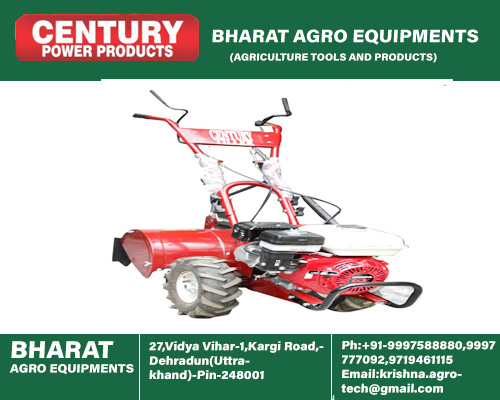 CENTURY
POWER PRODUCTS
BHARAT AGRO EQUIPMENTS
(AGRICULTURE TOOLS AND PRODUCTS)
CENTURY
BHARAT
AGRO EQUIPMENTS
27,Vidya Vihar-1,Kargi Road,-
Dehradun(Uttra-
khand)-Pin-248001
Ph:+91-9997588880,9997
777092,9719461115
Email:krishna.agro-
tech@gmail.com